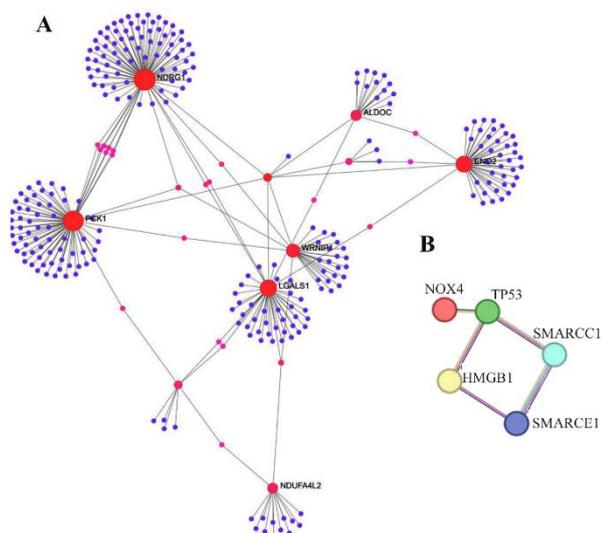 A
NDRG1
ALDOC
ENO2
PCK1
WRNIP1
LGALS1
NDUFA4L2
B
NOX4
TP53
SMARCC1
HMGB1
SMARCE1